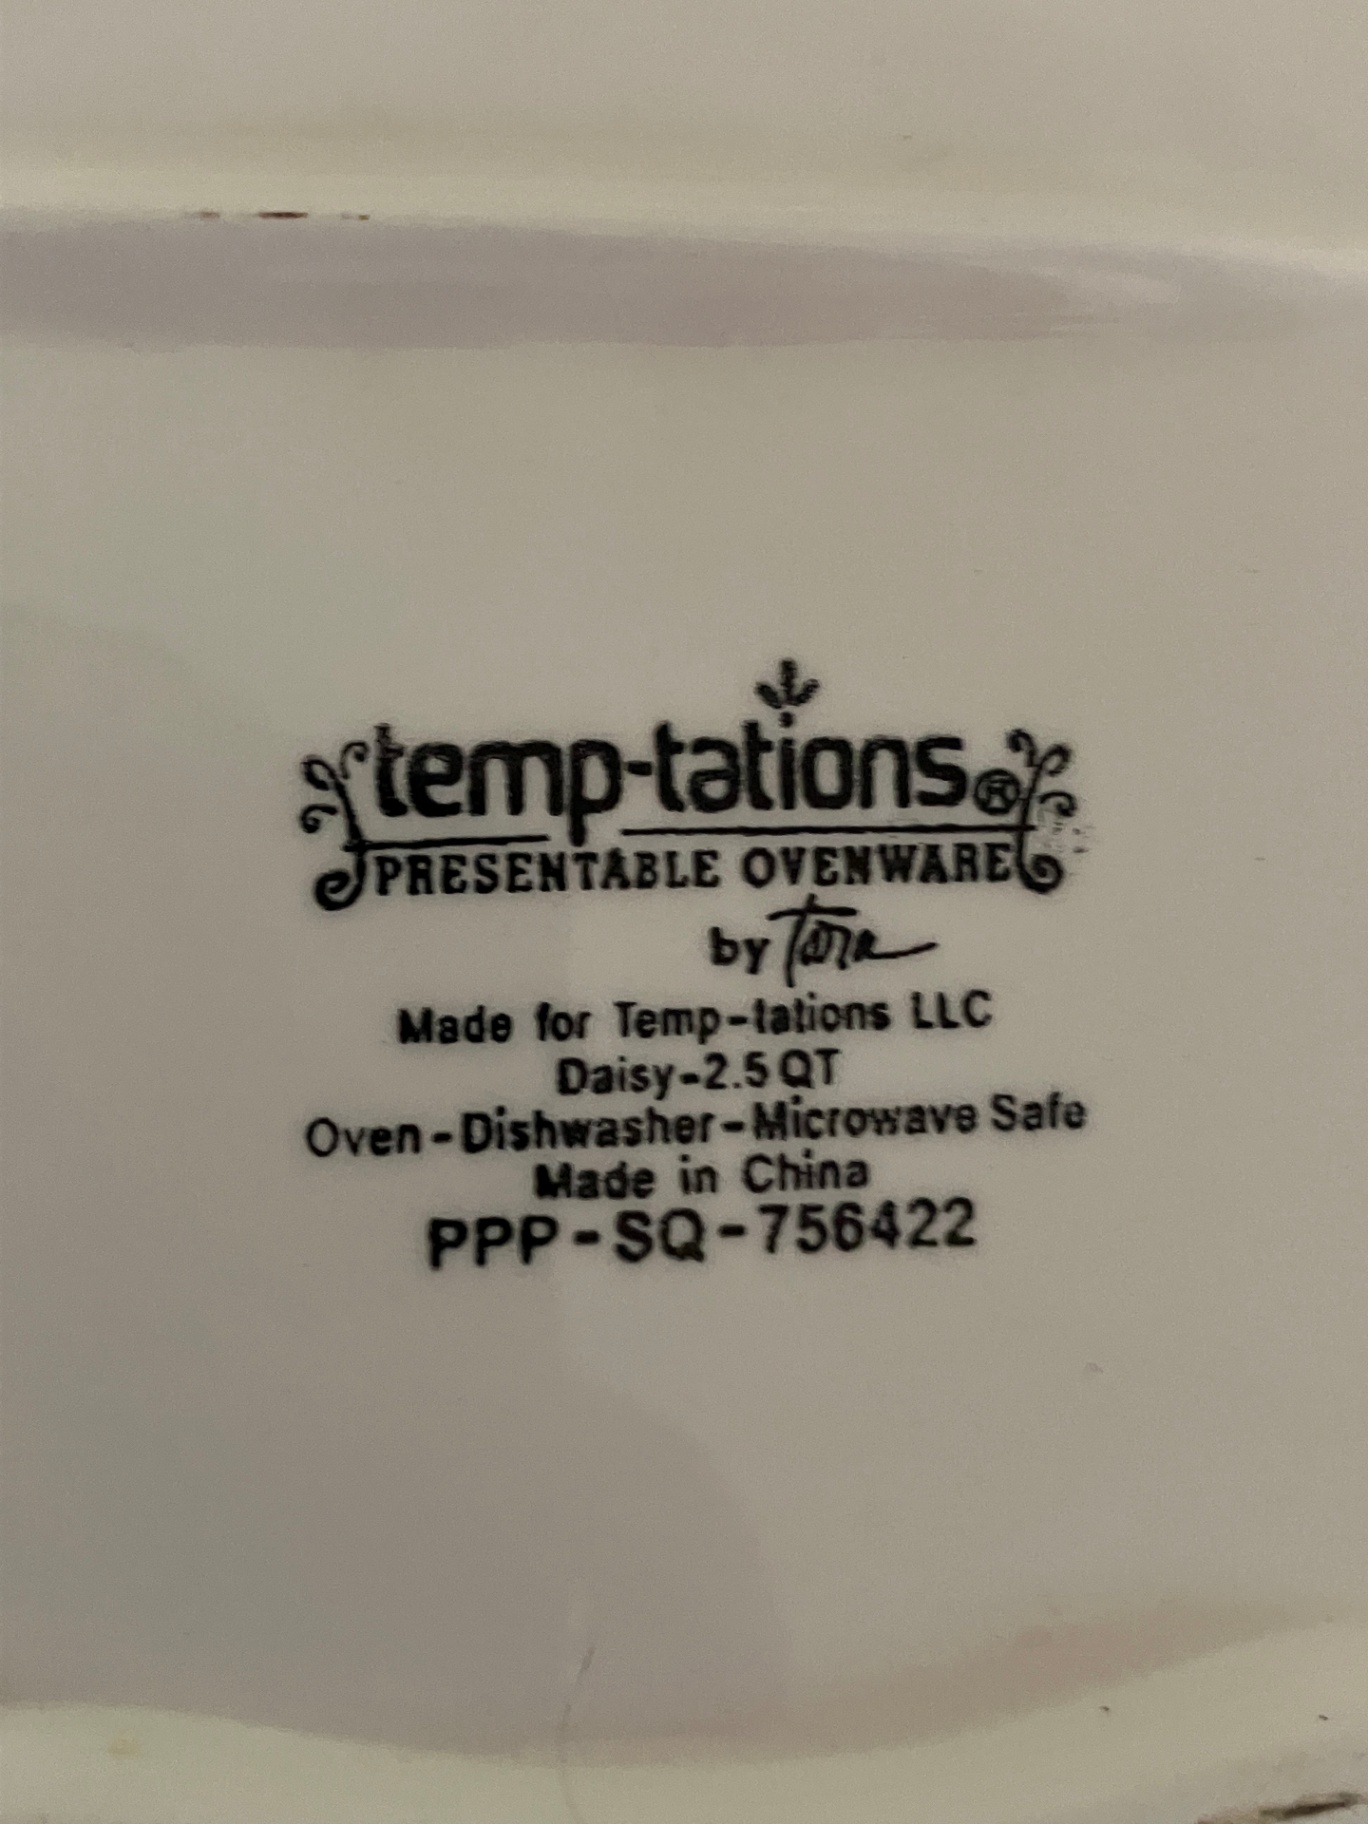 temp-tations®
PRESENTABLE OVENWARE
by Tara
Made for Temp-tations LLC
Daisy-2.5 QT
Oven-Dishwasher-Microwave Safe
Made in China
PPP-SQ-756422